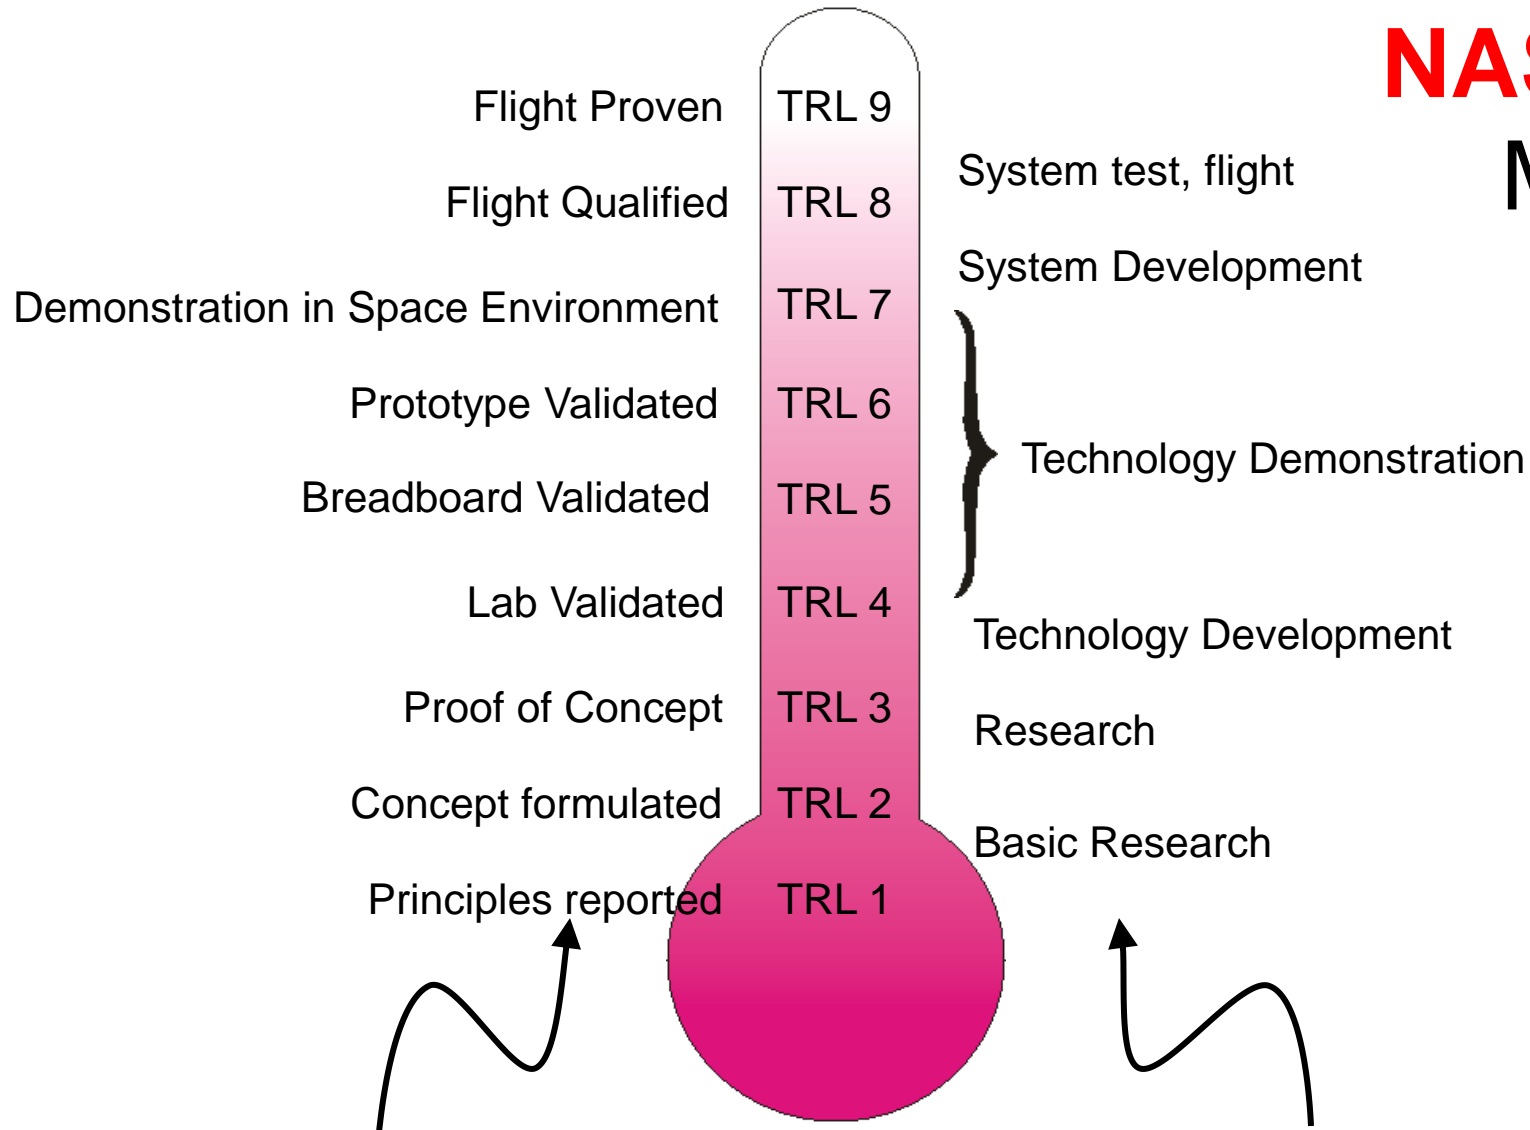 Flight Proven
TRL 9
System test, flight
Flight Qualified
TRL 8
System Development
Demonstration in Space Environment
TRL 7
Prototype Validated
TRL 6
Technology Demonstration
Breadboard Validated
TRL 5
Lab Validated
TRL 4
Technology Development
Proof of Concept
TRL 3
Research
Concept formulated
TRL 2
Basic Research
Principles reported
TRL 1